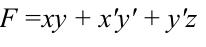 F =xy + x'y' + y'z